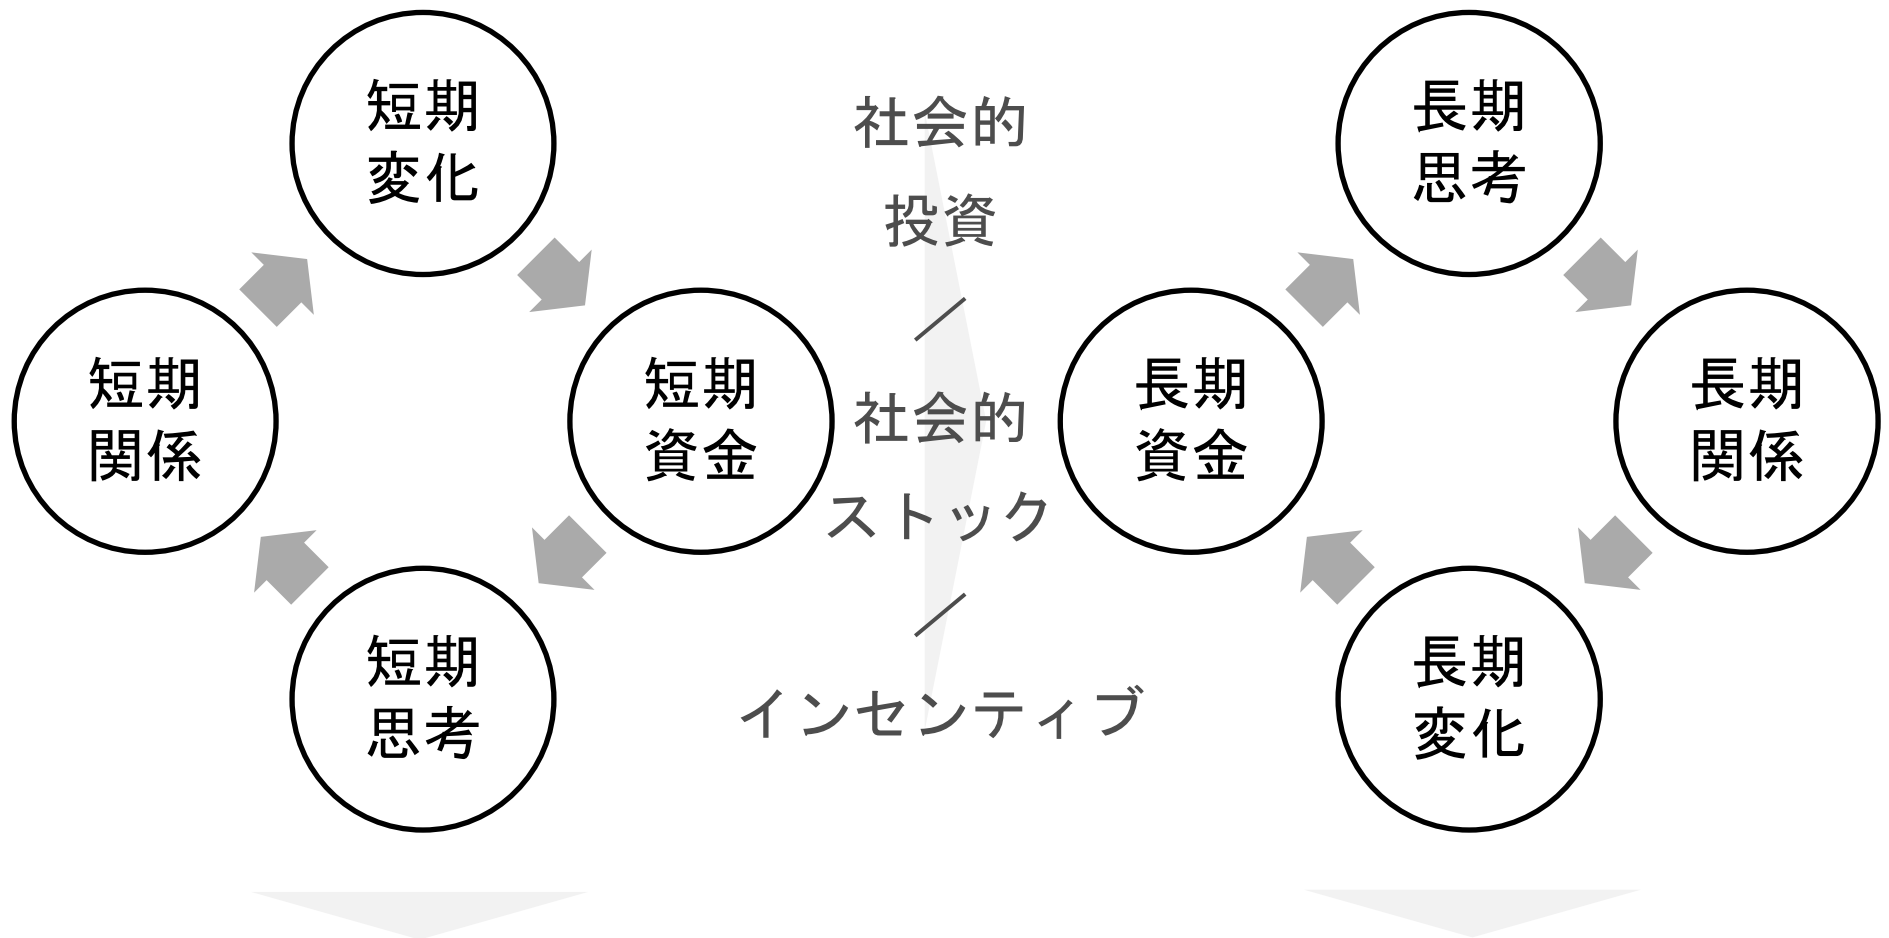 短期
変化
短期
関係
短期
資金
短期
思考
社会的
投資
／
社会的
ストック
／
インセンティブ
長期
思考
長期
資金
長期
関係
長期
変化